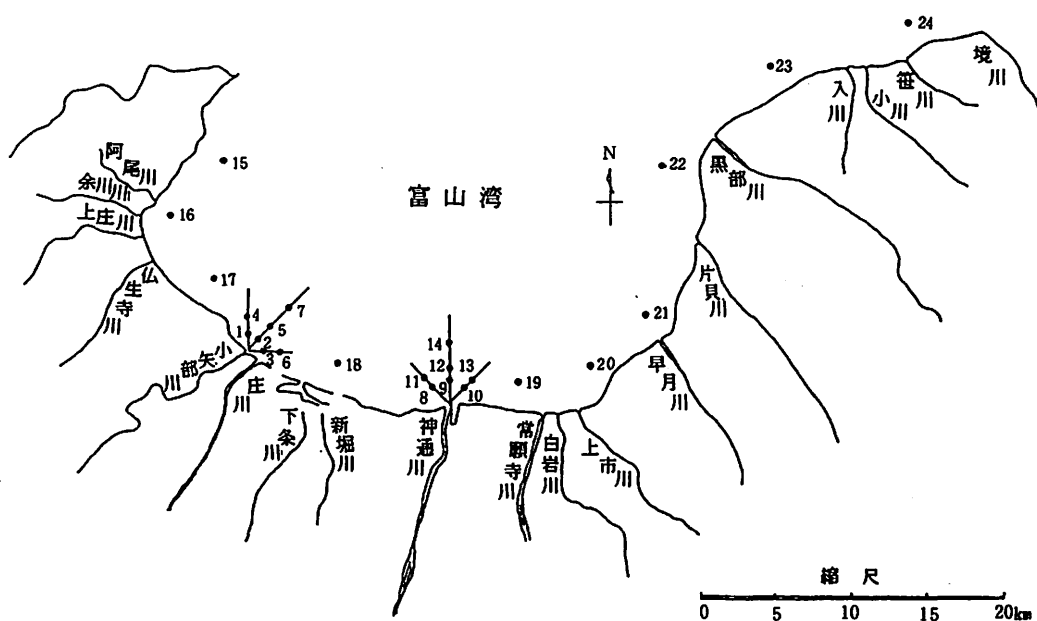 24
23
境川
笹川
小川
入川
15
阿尾川
余川川
上庄川
16
N
富山湾
22
黒部川
仏生寺川
17
片貝川
7
4
5
1
2
3
6
21
小矢部川
18
14
12
13
11
9
8
10
19
20
早月川
庄川
下条川
新堀川
神通川
常願寺川
白岩川
上市川
縮尺
0 5 10 15 20km